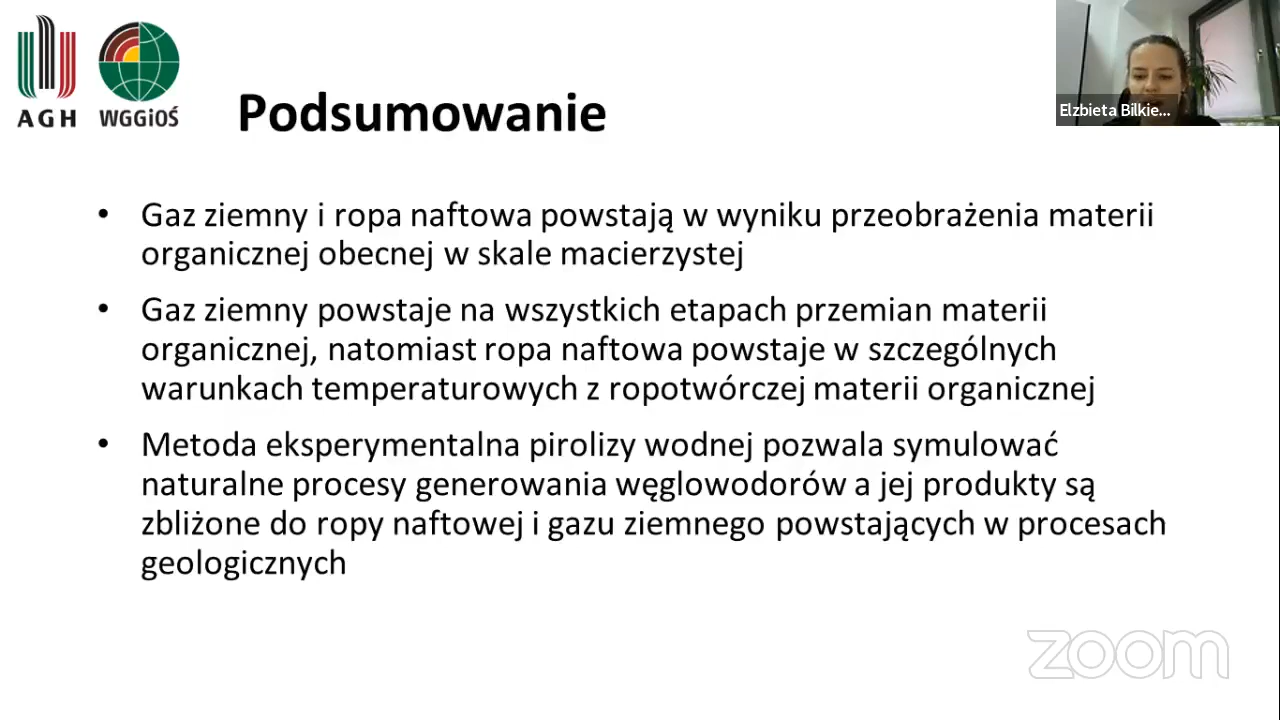 AGH
WGGiOŚ
Elzbieta Bilkie...
Podsumowanie
• Gaz ziemny i ropa naftowa powstają w wyniku przeobrażenia materii
organicznej obecnej w skale macierzystej
• Gaz ziemny powstaje na wszystkich etapach przemian materii
organicznej, natomiast ropa naftowa powstaje w szczególnych
warunkach temperaturowych z ropotwórczej materii organicznej
• Metoda eksperymentalna pirolizy wodnej pozwala symulować
naturalne procesy generowania węglowodorów a jej produkty są
zbliżone do ropy naftowej i gazu ziemnego powstających w procesach
geologicznych
zoom